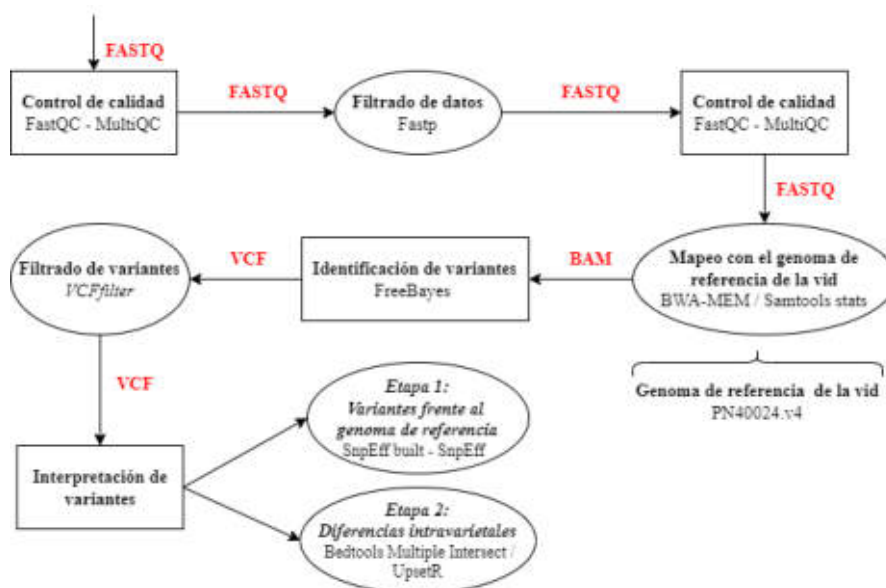 FASTQ
Control de calidad
FastQC - MultiQC
FASTQ
Filtrado de datos
Fastp
FASTQ
Control de calidad
FastQC - MultiQC
FASTQ
Mapeo con el genoma de
referencia de la vid
BWA-MEM / Samtools stats
Genoma de referencia de la vid
PN40024.v4
BAM
Identificación de variantes
FreeBayes
VCF
Filtrado de variantes
VCFfilter
VCF
Interpretación de
variantes
Etapa 1:
Variantes frente al
genoma de referencia
SnpEff built - SnpEff
Etapa 2:
Diferencias intravarietales
Bedtools Multiple Intersect /
UpsetR